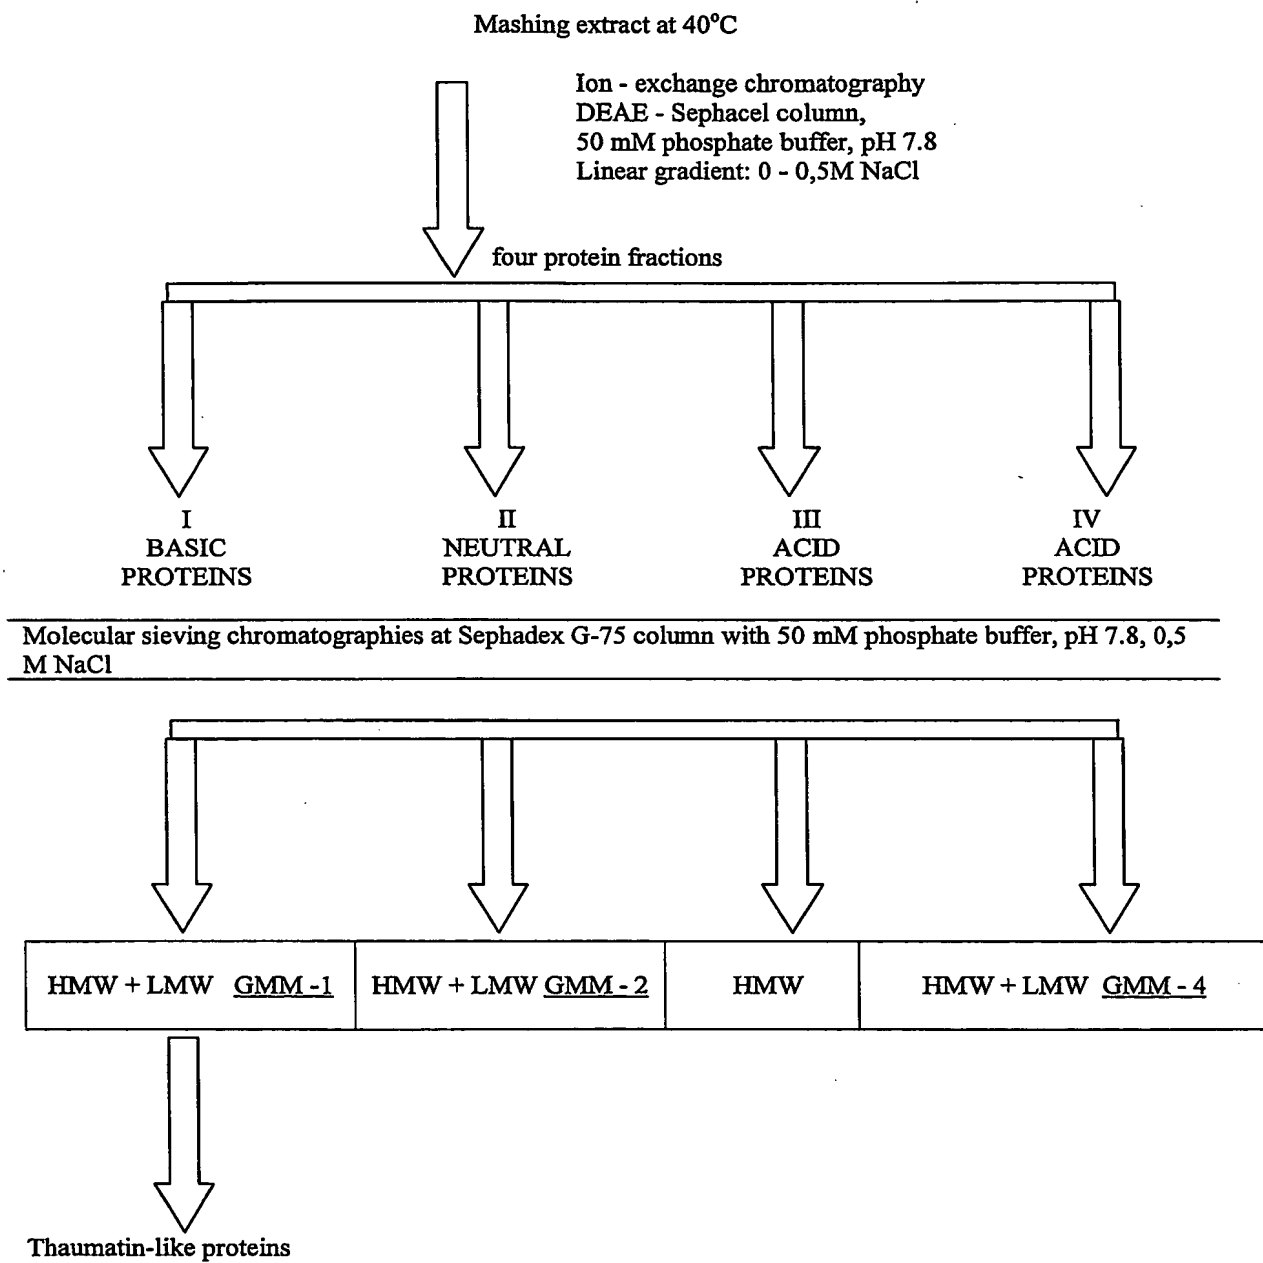 Mashing extract at 40°C
Ion - exchange chromatography
DEAE - Sephacel column,
50 mM phosphate buffer, pH 7.8
Linear gradient: 0 - 0,5M NaCl
four protein fractions
I
BASIC
PROTEINS
II
NEUTRAL
PROTEINS
III
ACID
PROTEINS
IV
ACID
PROTEINS
Molecular sieving chromatographies at Sephadex G-75 column with 50 mM phosphate buffer, pH 7.8, 0,5
M NaCl
HMW + LMW GMM -1
HMW + LMW GMM - 2
HMW
HMW + LMW GMM - 4
Thaumatin-like proteins